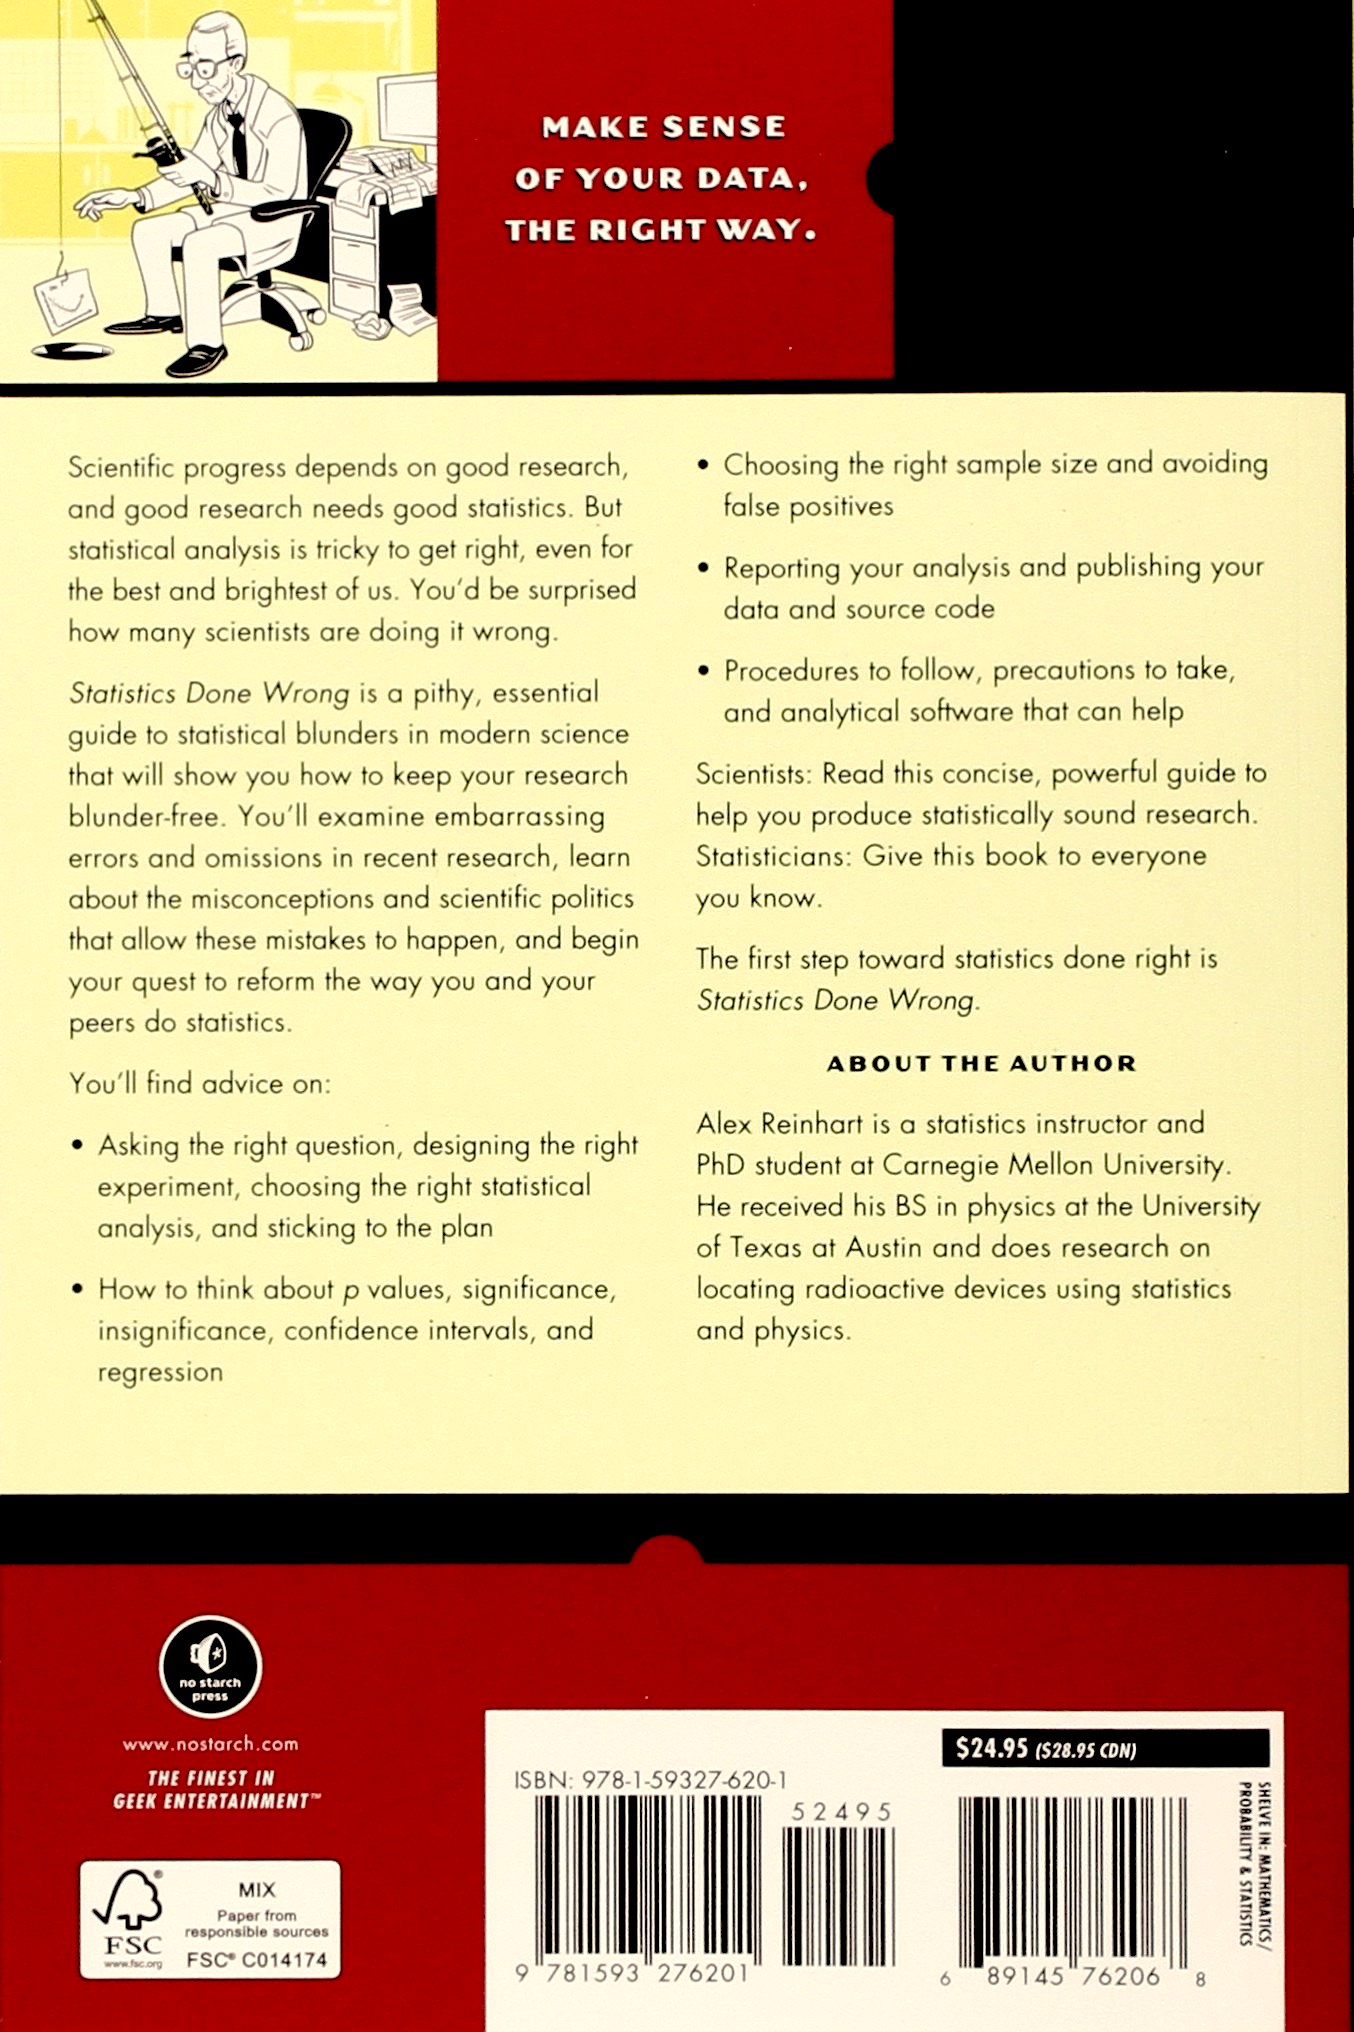 MAKE SENSE
OF YOUR DATA,
THE RIGHT WAY.
Scientific progress depends on good research,
and good research needs good statistics. But
statistical analysis is tricky to get right, even for
the best and brightest of us. You'd be surprised
how many scientists are doing it wrong.
Statistics Done Wrong is a pithy, essential
guide to statistical blunders in modern science
that will show you how to keep your research
blunder-free. You'll examine embarrassing
errors and omissions in recent research, learn
about the misconceptions and scientific politics
that allow these mistakes to happen, and begin
your quest to reform the way you and your
peers do statistics.
You'll find advice on:
• Asking the right question, designing the right
experiment, choosing the right statistical
analysis, and sticking to the plan
• How to think about p values, significance,
insignificance, confidence intervals, and
regression
• Choosing the right sample size and avoiding
false positives
• Reporting your analysis and publishing your
data and source code
• Procedures to follow, precautions to take,
and analytical software that can help
Scientists: Read this concise, powerful guide to
help you produce statistically sound research.
Statisticians: Give this book to everyone
you know.
The first step toward statistics done right is
Statistics Done Wrong.
ABOUT THE AUTHOR
Alex Reinhart is a statistics instructor and
PhD student at Carnegie Mellon University.
He received his BS in physics at the University
of Texas at Austin and does research on
locating radioactive devices using statistics
and physics.
no starch
press
www.nostarch.com
THE FINEST IN
GEEK ENTERTAINMENT™
FSC
www.fsc.org
MIX
Paper from
responsible sources
FSC® C014174
ISBN: 978-1-59327-620-1
52495
9 781593 276201
$24.95 ($28.95 CDN)
6 89145 76206 8
SHELVE IN: MATHEMATICS/
PROBABILITY & STATISTICS